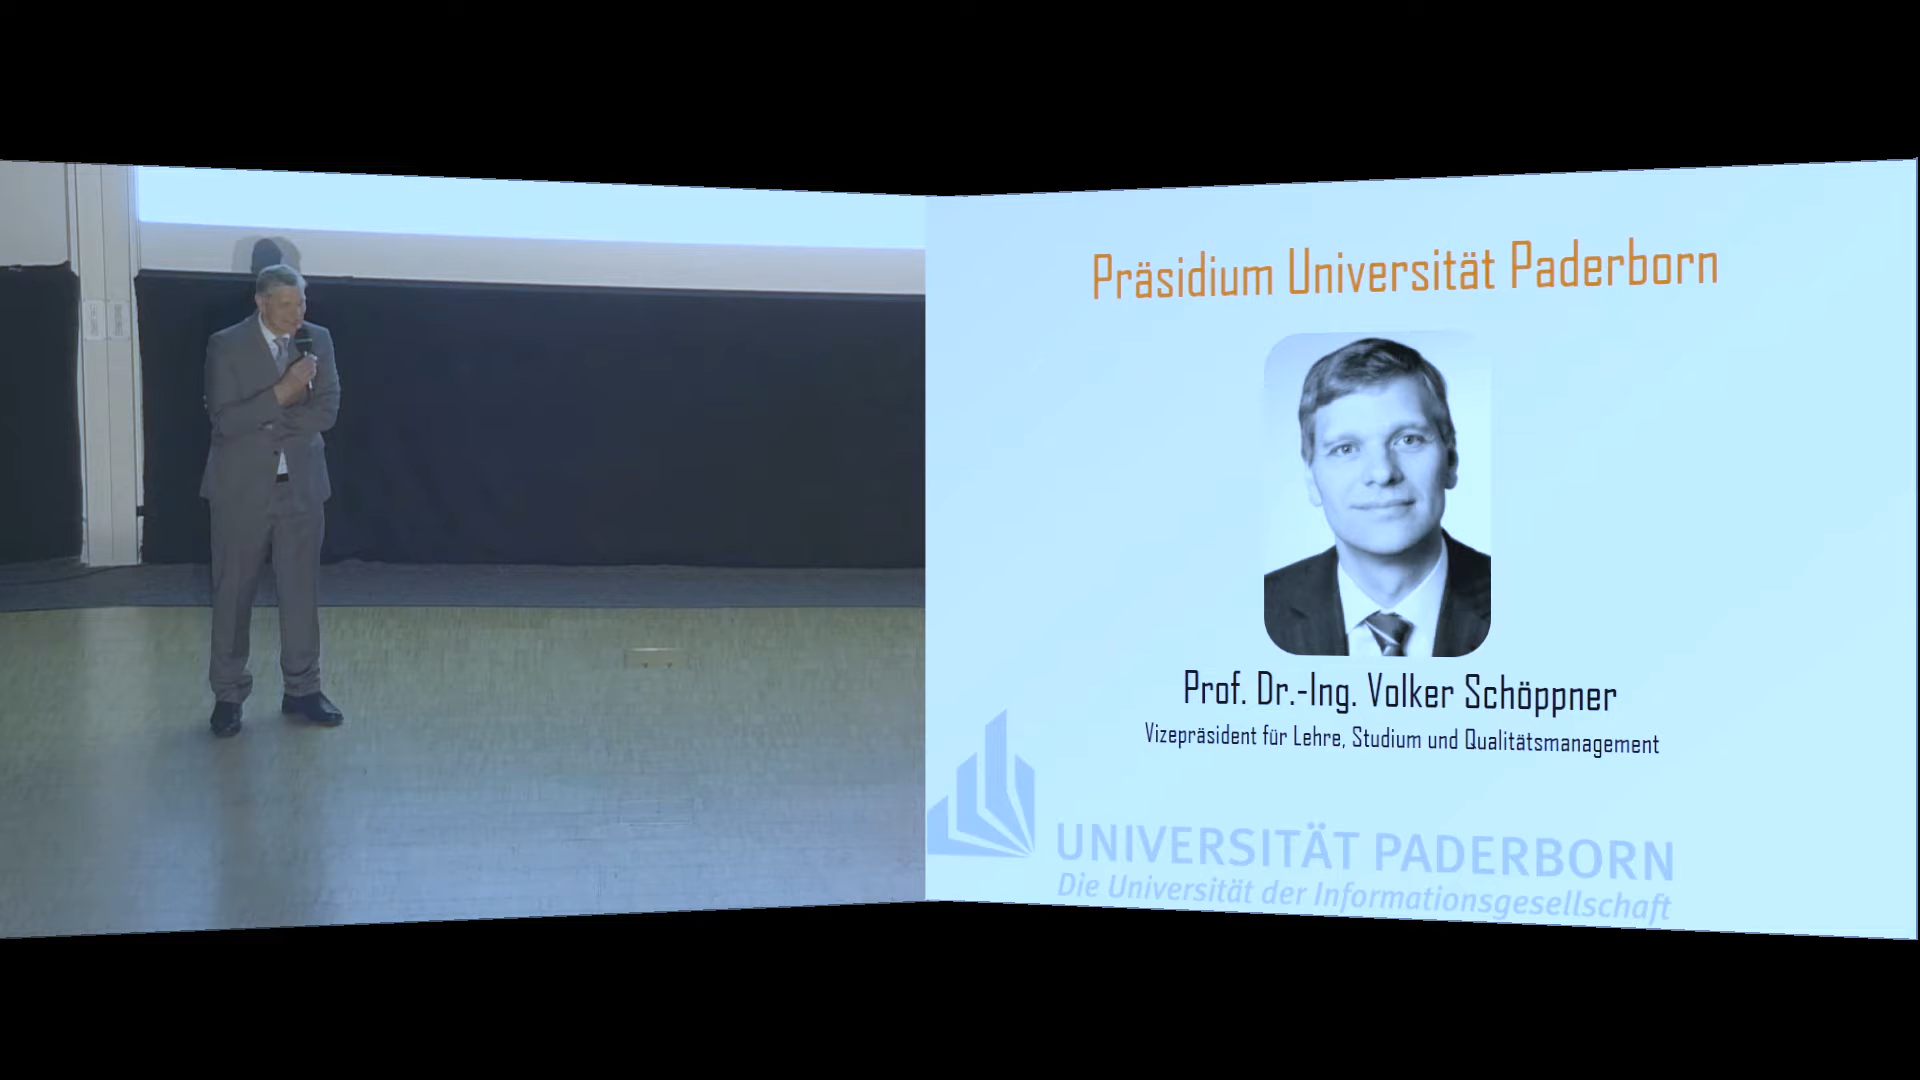 Präsidium Universität Paderborn
Prof. Dr.-Ing. Volker Schöppner
Vizepräsident für Lehre, Studium und Qualitätsmanagement
UNIVERSITÄT PADERBORN
Die Universität der Informationsgesellschaft